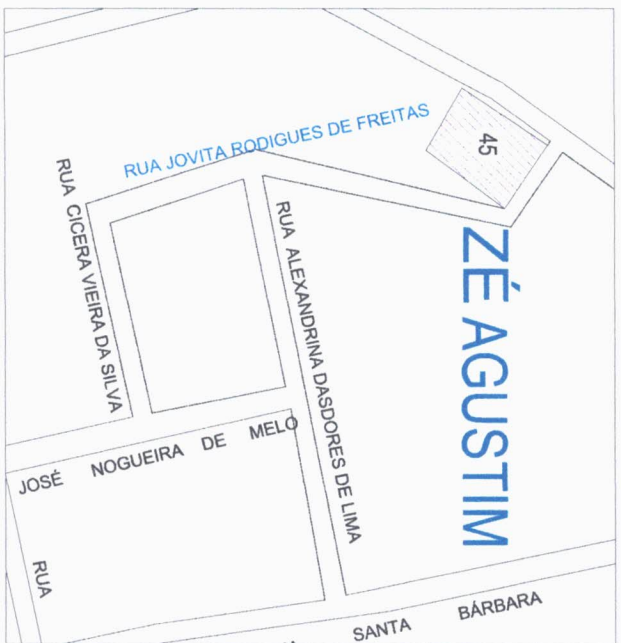 RUA JOVITA RODIGUES DE FREITAS
45
RUA CICERA VIEIRA DA SILVA
RUA ALEXANDRINA DASDORES DE LIMA
ZÉ AGUSTIM
JOSÉ NOGUEIRA DE MELO
RUA
SANTA BÁRBARA